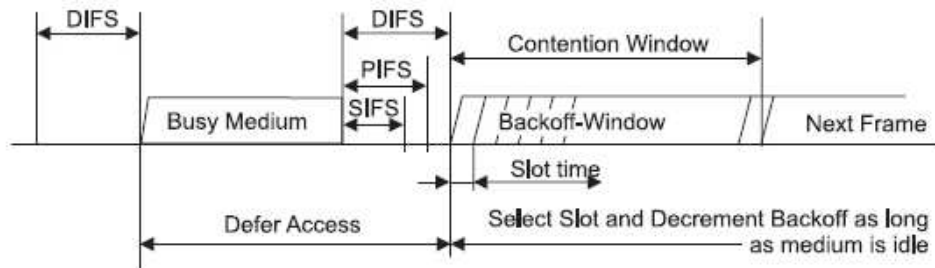 DIFS
DIFS
Contention Window
PIFS
SIFS
Busy Medium
Backoff-Window
Next Frame
Slot time
Defer Access
Select Slot and Decrement Backoff as long
as medium is idle